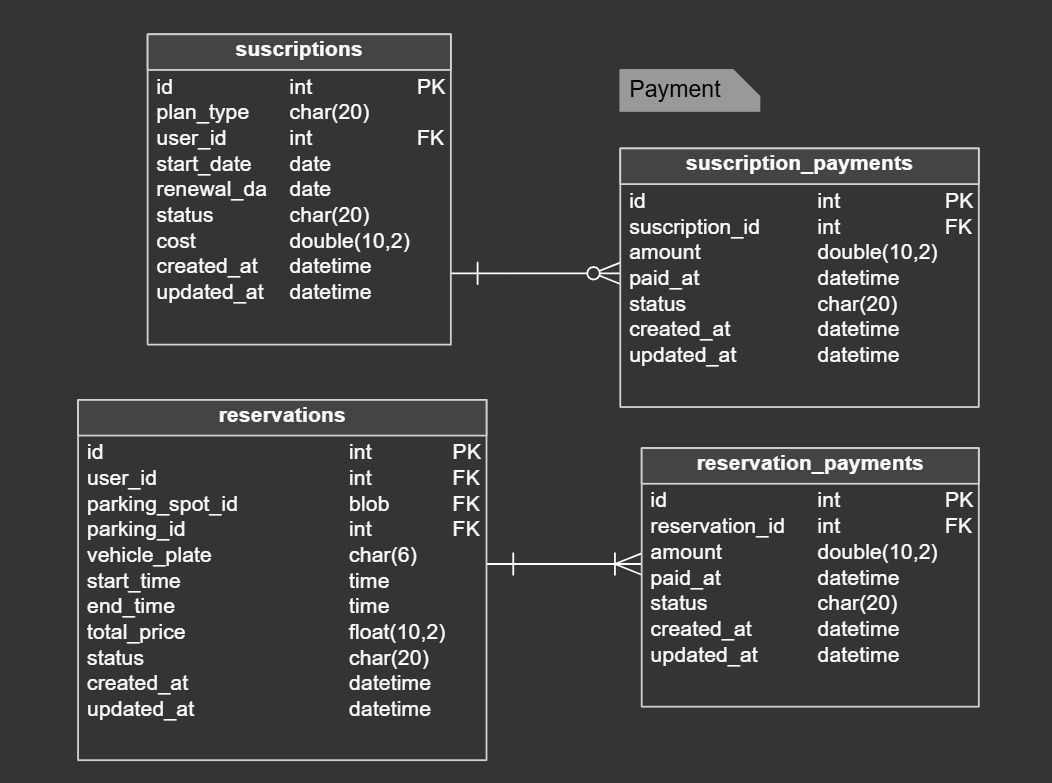 suscriptions
id int PK
plan_type char(20)
user_id int FK
start_date date
renewal_da date
status char(20)
cost double(10,2)
created_at datetime
updated_at datetime
Payment
suscription_payments
id int PK
suscription_id int FK
amount double(10,2)
paid_at datetime
status char(20)
created_at datetime
updated_at datetime
reservations
id int PK
user_id int FK
parking_spot_id blob FK
parking_id int FK
vehicle_plate char(6)
start_time time
end_time time
total_price float(10,2)
status char(20)
created_at datetime
updated_at datetime
reservation_payments
id int PK
reservation_id int FK
amount double(10,2)
paid_at datetime
status char(20)
created_at datetime
updated_at datetime